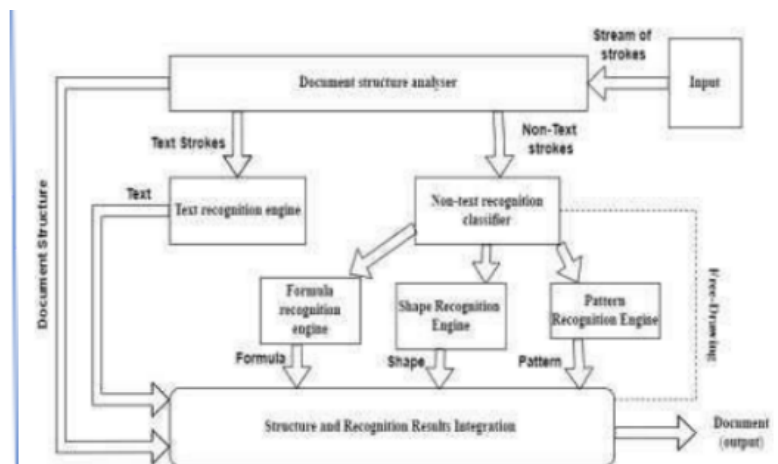 Stream of
strokes
Document structure analyser
Input
Text Strokes
Non-Text
strokes
Text
Text recognition engine
Non-test recognition
classifier
Document Structure
Formula
recognition
engine
Shape Recognition
Engine
Pattern
Recognition Engine
Free-Drawing
Formula
Shape
Pattern
Structure and Recognition Results Integration
Document
(output)